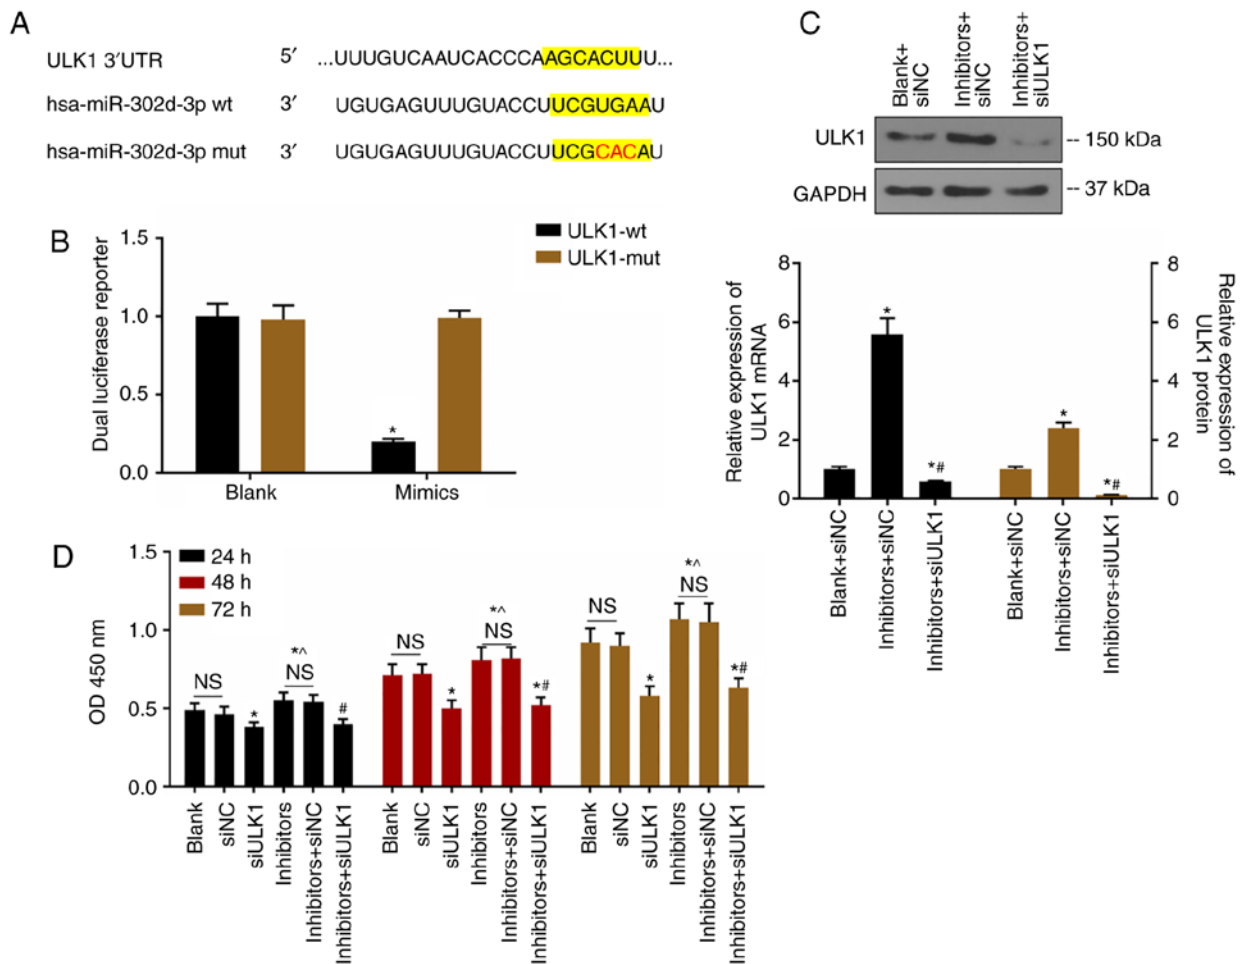 A
ULK1 3′UTR 5′ ...UUUGUCAAUCACCCAAGCACUUU...
hsa-miR-302d-3p wt 3′ UGUGAGUUUGUACCUUCGUGAAU
hsa-miR-302d-3p mut 3′ UGUGAGUUUGUACCUUCGCACAU
B
ULK1-wt
ULK1-mut
Dual luciferase reporter
1.5
1.0
0.5
0.0
*
Blank Mimics
C
Blank+
siNC
Inhibitors+
siNC
Inhibitors+
siULK1
ULK1 -- 150 kDa
GAPDH -- 37 kDa
Relative expression of
ULK1 mRNA
8
6
4
2
0
* *# * *#
8
6
4
2
0
Relative expression of
ULK1 protein
Blank+siNC
Inhibitors+siNC
Inhibitors+siULK1
Blank+siNC
Inhibitors+siNC
Inhibitors+siULK1
D
24 h
48 h
72 h
OD 450 nm
1.5
1.0
0.5
0.0
NS * *^ NS #
NS * *^ NS *#
NS * *^ NS *#
Blank
siNC
siULK1
Inhibitors
Inhibitors+siNC
Inhibitors+siULK1
Blank
siNC
siULK1
Inhibitors
Inhibitors+siNC
Inhibitors+siULK1
Blank
siNC
siULK1
Inhibitors
Inhibitors+siNC
Inhibitors+siULK1